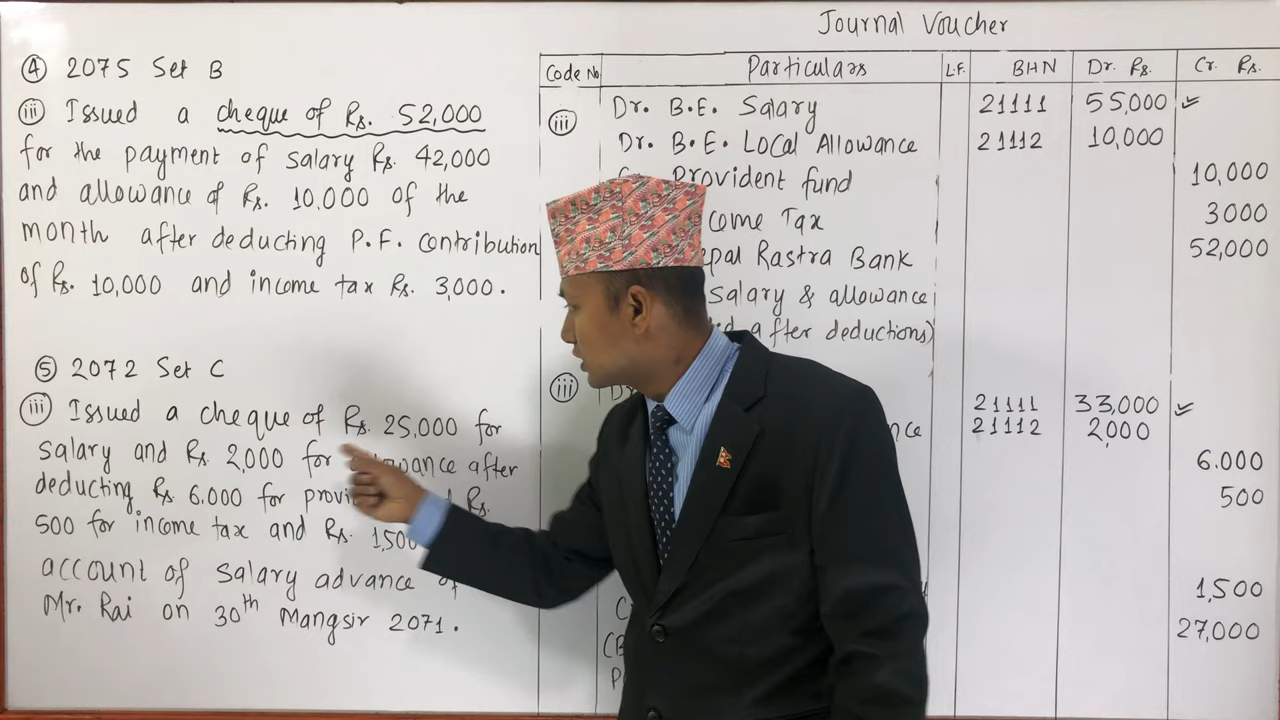 Journal Voucher
④ 2075 Set B
iii Issued a cheque of Rs. 52,000
for the payment of salary Rs. 42,000
and allowance of Rs. 10,000 of the
month after deducting P.F. contribution
of Rs. 10,000 and income tax Rs. 3,000.
⑤ 2072 Set C
iii Issued a cheque of Rs. 25,000 for
salary and Rs. 2,000 for allowance after
deducting Rs. 6,000 for Rs.
500 for income tax and Rs. 1,500
account of salary advance
Mr. Rai on 30th Mangsir 2071.
Code No Particulars L.F. BHN Dr. Rs. Cr. Rs.
iii Dr. B.E. Salary 21111 55,000 ✓
Dr. B.E. Local Allowance 21112 10,000
Provident fund 10,000
Tax 3000
Rastra Bank 52,000
salary & allowance
after deductions)
iii 21111 33,000 ✓
21112 2,000
6.000
500
1,500
27,000